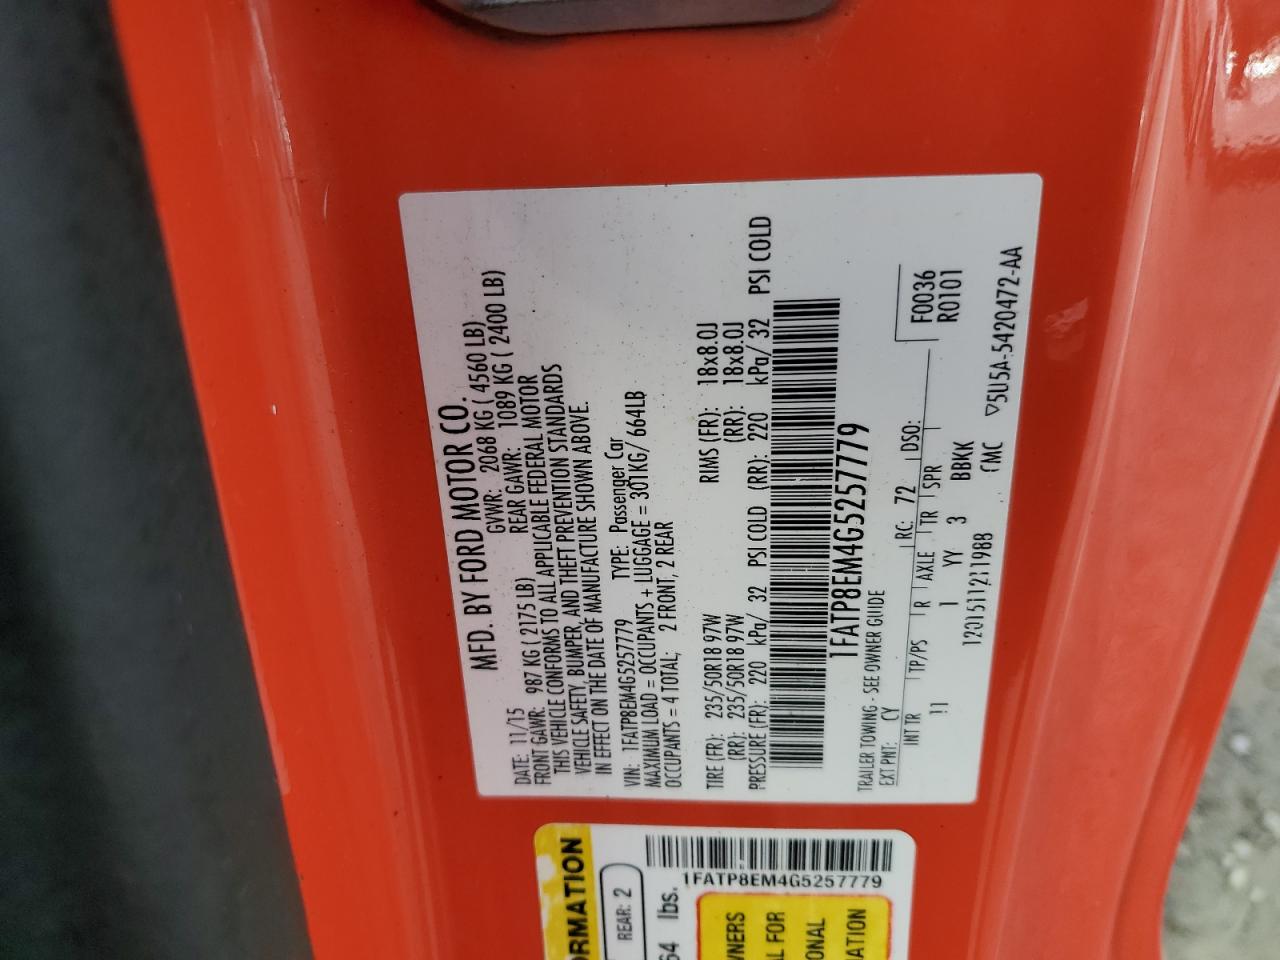 MFD. BY FORD MOTOR CO.
DATE: 11/15 GVWR: 2068 KG ( 4560 LB)
FRONT GAWR: 987 KG ( 2175 LB) REAR GAWR: 1089 KG ( 2400 LB)
THIS VEHICLE CONFORMS TO ALL APPLICABLE FEDERAL MOTOR
VEHICLE SAFETY, BUMPER, AND THEFT PREVENTION STANDARDS
IN EFFECT ON THE DATE OF MANUFACTURE SHOWN ABOVE.
VIN: 1FATP8EM4G5257779 TYPE: Passenger Car
MAXIMUM LOAD = OCCUPANTS + LUGGAGE = 301KG/ 664LB
OCCUPANTS = 4 TOTAL; 2 FRONT, 2 REAR
TIRE (FR): 235/50R18 97W RIMS (FR): 18x8.0J
(RR): 235/50R18 97W (RR): 18x8.0J
PRESSURE (FR): 220 kPa/ 32 PSI COLD (RR): 220 kPa/ 32 PSI COLD
1FATP8EM4G5257779
TRAILER TOWING - SEE OWNER GUIDE
EXT PNT: CY RC: 72 DSO: F0036
R0101
INT TR TP/PS R AXLE TR SPR
11 1 YY 3 BBKK
1201511211988 FMC ▽5U5A-5420472-AA
ORMATION
REAR: 2
64 lbs.
1FATP8EM4G5257779
WNERS
AL FOR
ONAL
MATION